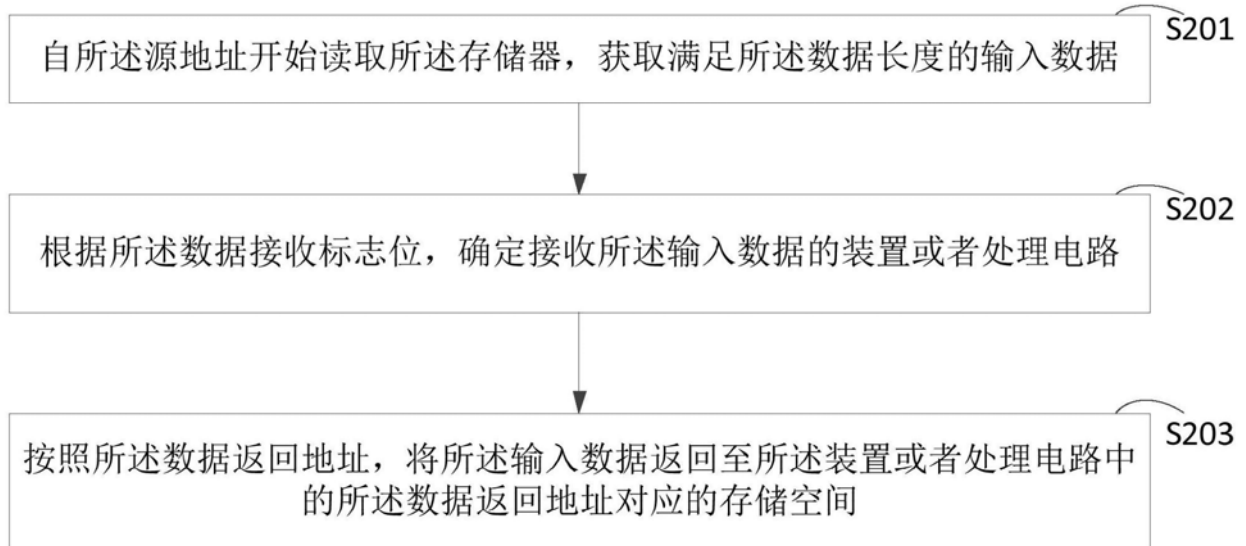 S201
自所述源地址开始读取所述存储器，获取满足所述数据长度的输入数据
S202
根据所述数据接收标志位，确定接收所述输入数据的装置或者处理电路
S203
按照所述数据返回地址，将所述输入数据返回至所述装置或者处理电路中
的所述数据返回地址对应的存储空间